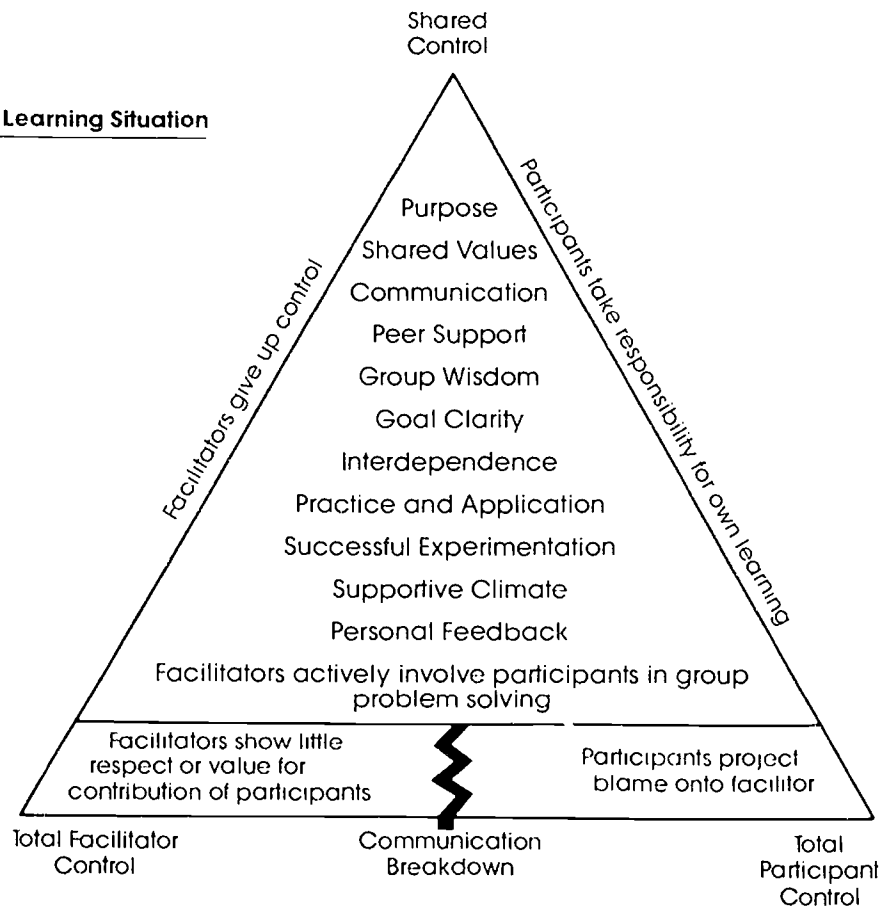 Shared
Control
Learning Situation
Facilitators give up control
Participants take responsibility for own learning
Purpose
Shared Values
Communication
Peer Support
Group Wisdom
Goal Clarity
Interdependence
Practice and Application
Successful Experimentation
Supportive Climate
Personal Feedback
Facilitators actively involve participants in group
problem solving
Facilitators show little
respect or value for
contribution of participants
Participants project
blame onto facilitor
Total Facilitator
Control
Communication
Breakdown
Total
Participant
Control